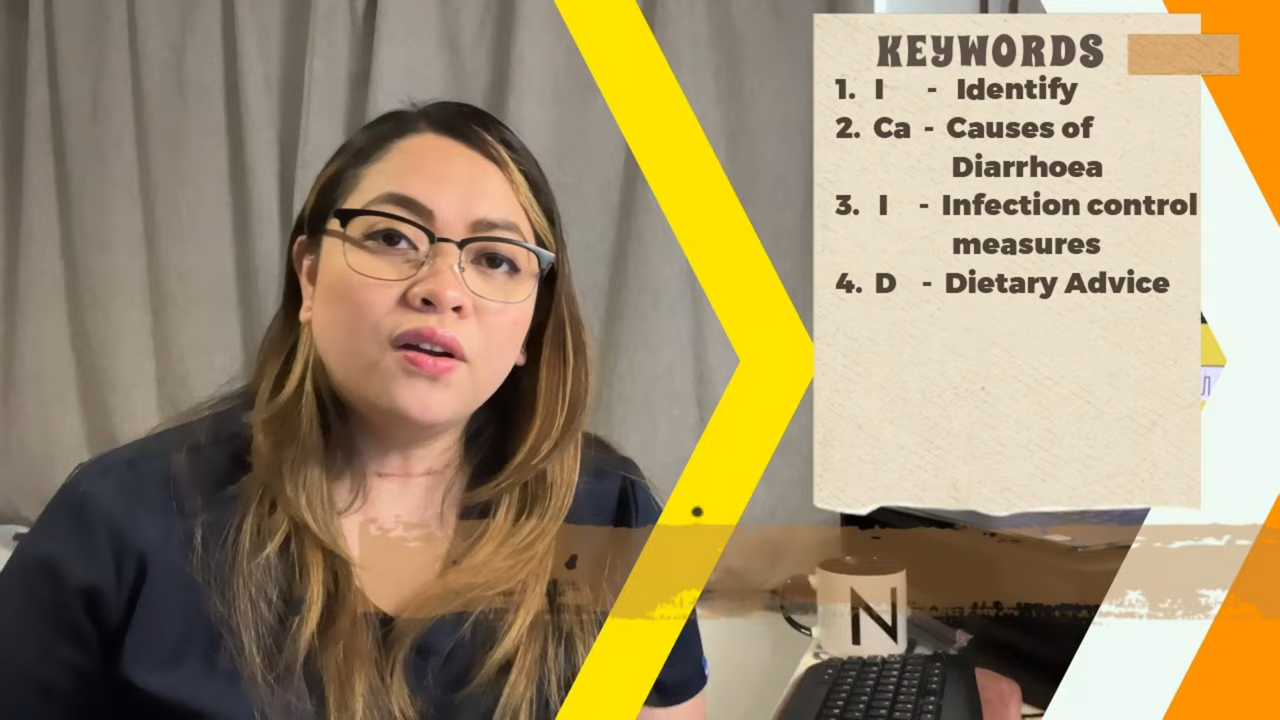 KEYWORDS
1. I - Identify
2. Ca - Causes of
Diarrhoea
3. I - Infection control
measures
4. D - Dietary Advice
N